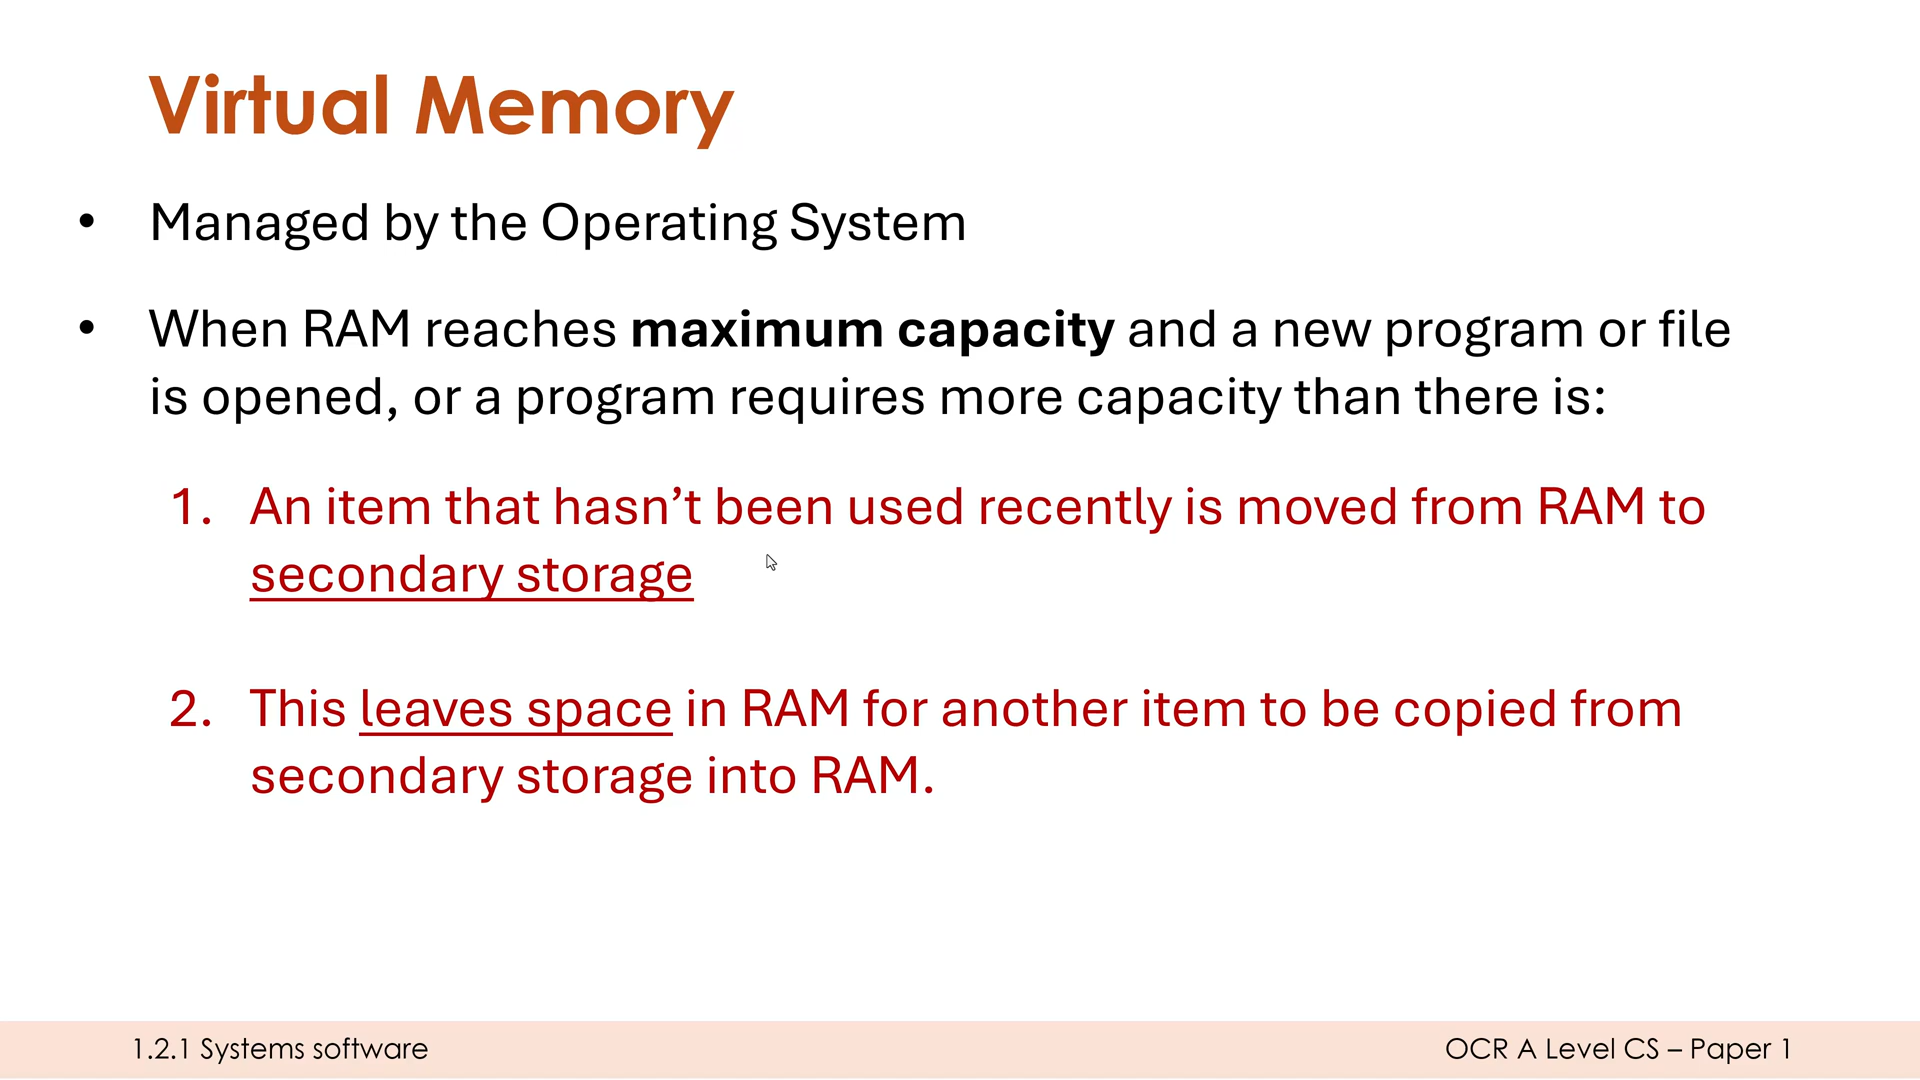 Virtual Memory
• Managed by the Operating System
• When RAM reaches maximum capacity and a new program or file
is opened, or a program requires more capacity than there is:
1. An item that hasn’t been used recently is moved from RAM to
secondary storage
2. This leaves space in RAM for another item to be copied from
secondary storage into RAM.
1.2.1 Systems software
OCR A Level CS – Paper 1